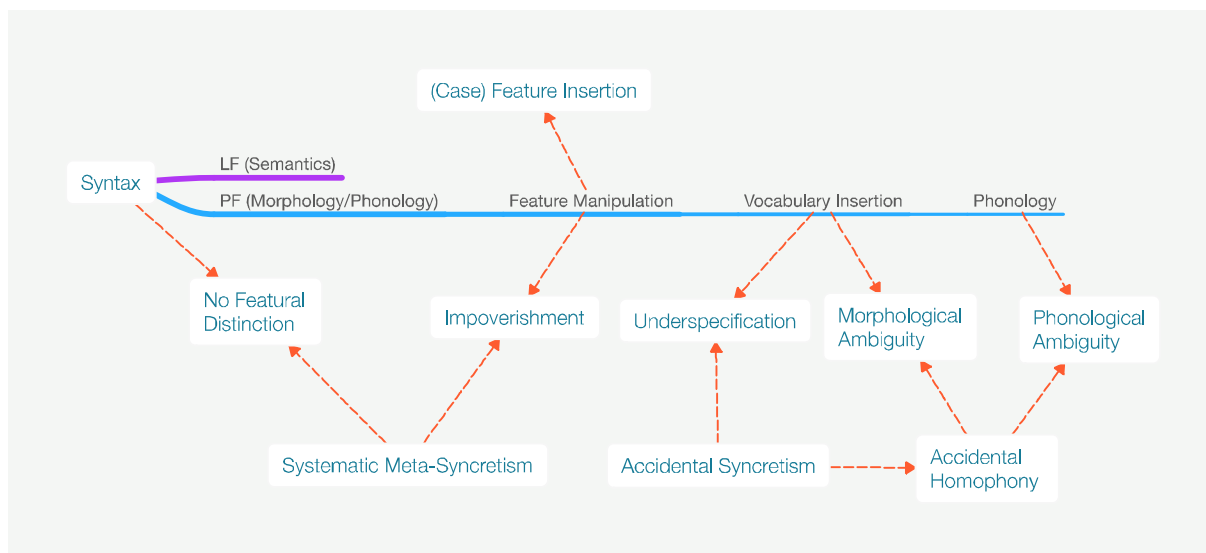 (Case) Feature Insertion
LF (Semantics)
Syntax
PF (Morphology/Phonology)
Feature Manipulation
Vocabulary Insertion
Phonology
No Featural
Distinction
Impoverishment
Underspecification
Morphological
Ambiguity
Phonological
Ambiguity
Systematic Meta-Syncretism
Accidental Syncretism
Accidental
Homophony